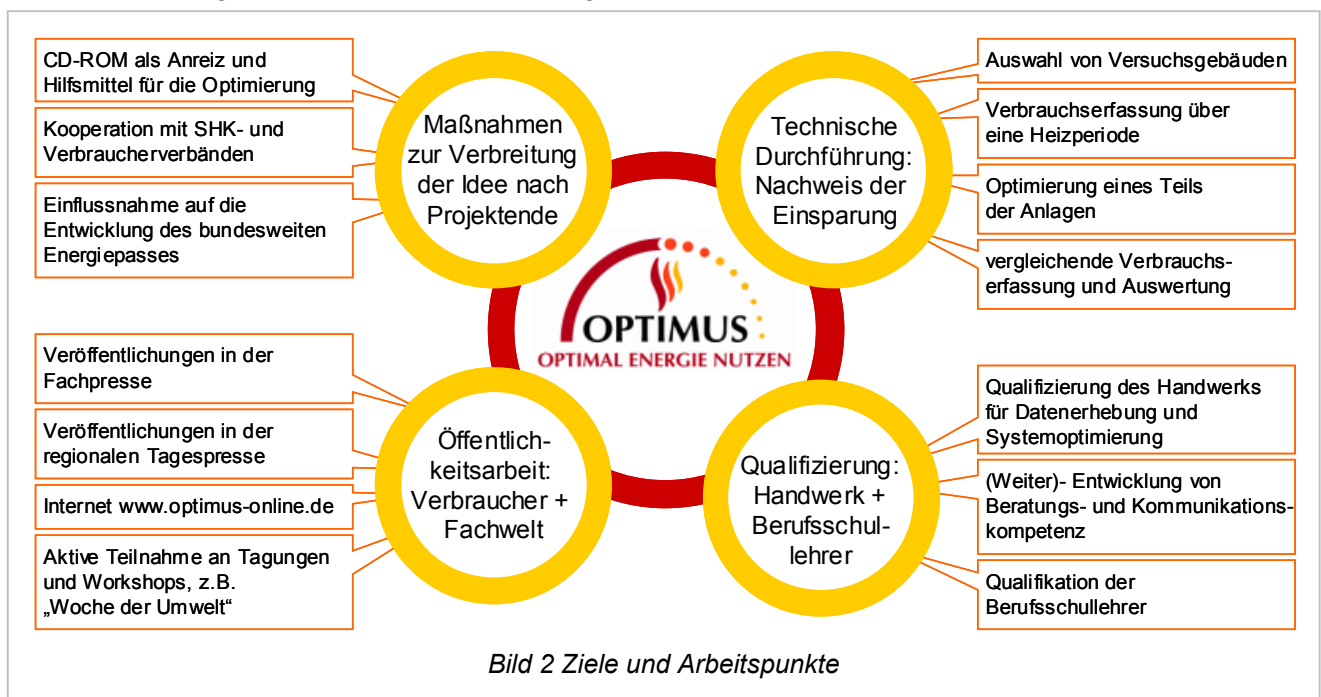 CD-ROM als Anreiz und
Hilfsmittel für die Optimierung
Kooperation mit SHK- und
Verbraucherverbänden
Einflussnahme auf die
Entwicklung des bundesweiten
Energiepasses
Maßnahmen
zur Verbreitung
der Idee nach
Projektende
Technische
Durchführung:
Nachweis der
Einsparung
Auswahl von Versuchsgebäuden
Verbrauchserfassung über
eine Heizperiode
Optimierung eines Teils
der Anlagen
vergleichende Verbrauchs-
erfassung und Auswertung
OPTIMUS
OPTIMAL ENERGIE NUTZEN
Veröffentlichungen in der
Fachpresse
Veröffentlichungen in der
regionalen Tagespresse
Internet www.optimus-online.de
Aktive Teilnahme an Tagungen
und Workshops, z.B.
„Woche der Umwelt“
Öffentlich-
keitsarbeit:
Verbraucher +
Fachwelt
Qualifizierung:
Handwerk +
Berufsschul-
lehrer
Qualifizierung des Handwerks
für Datenerhebung und
Systemoptimierung
(Weiter)- Entwicklung von
Beratungs- und Kommunikations-
kompetenz
Qualifikation der
Berufsschullehrer
Bild 2 Ziele und Arbeitspunkte